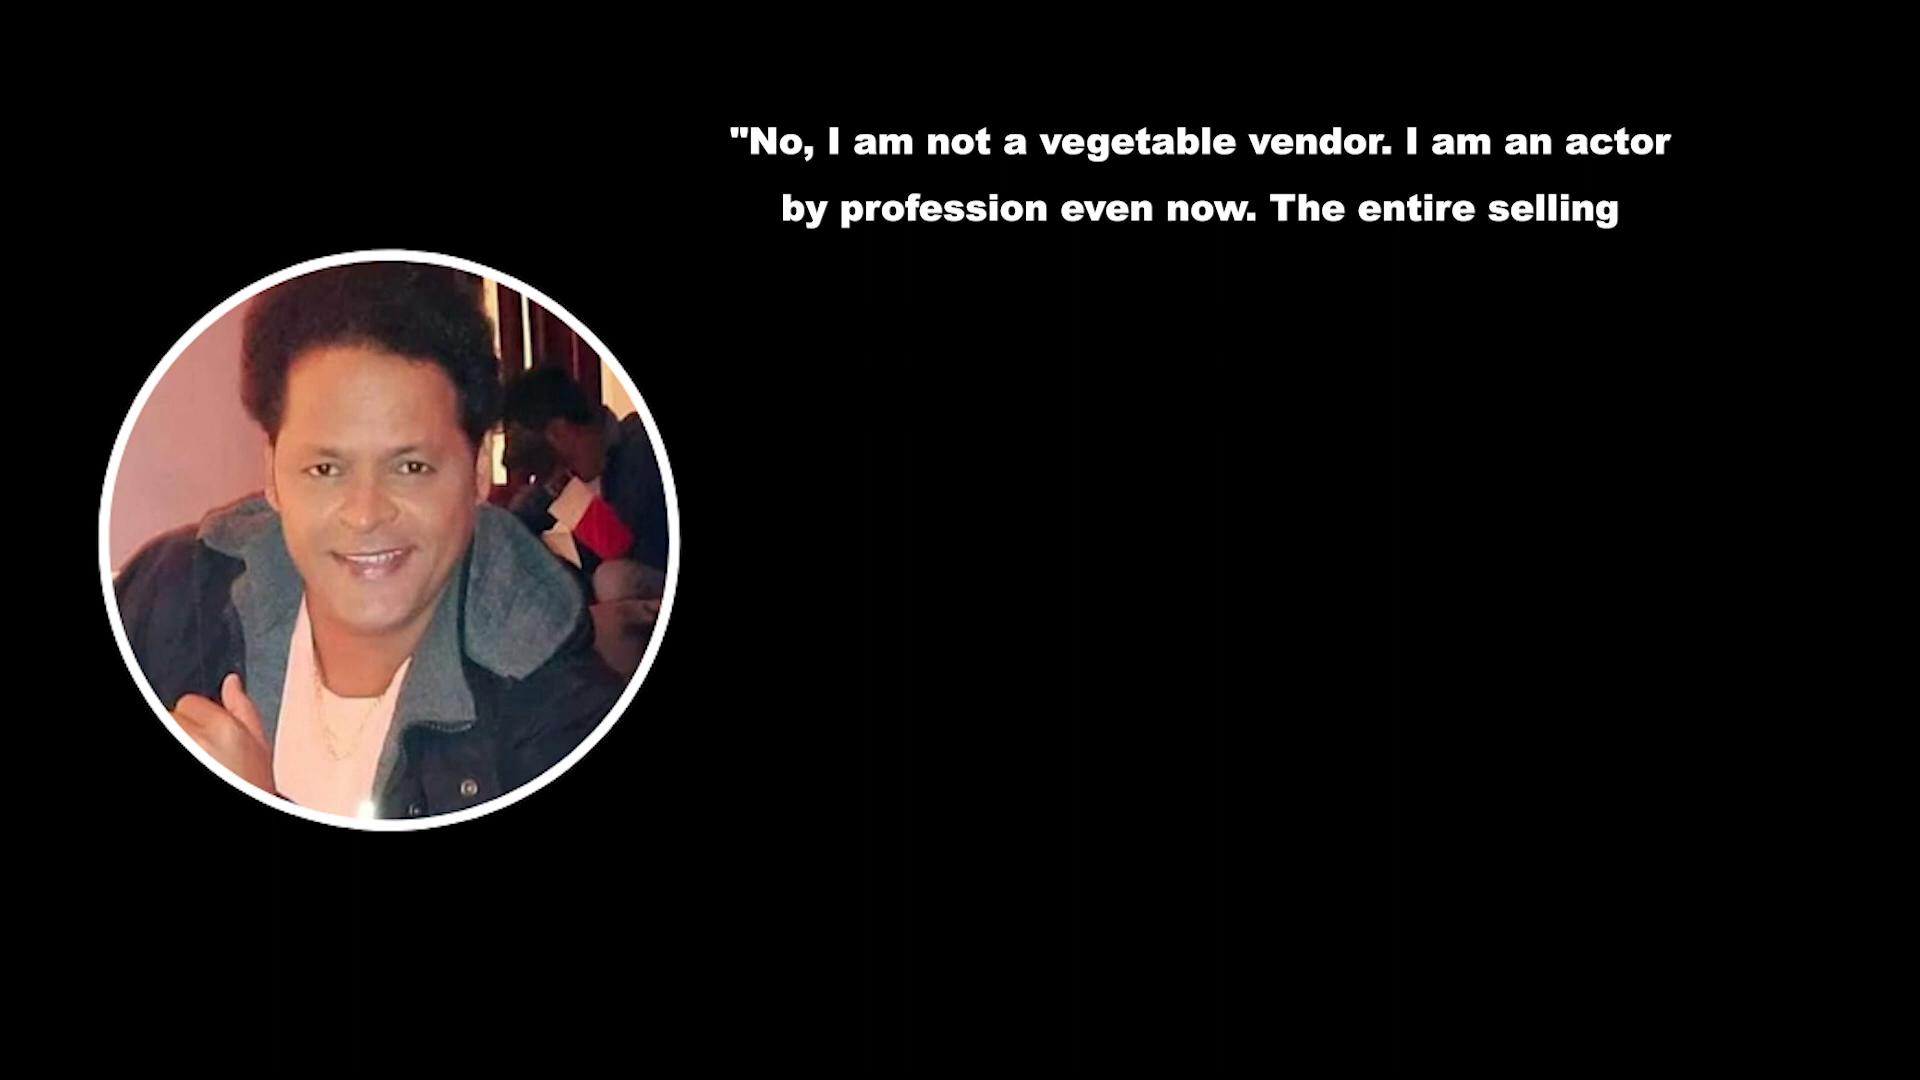 "No, I am not a vegetable vendor. I am an actor
by profession even now. The entire selling